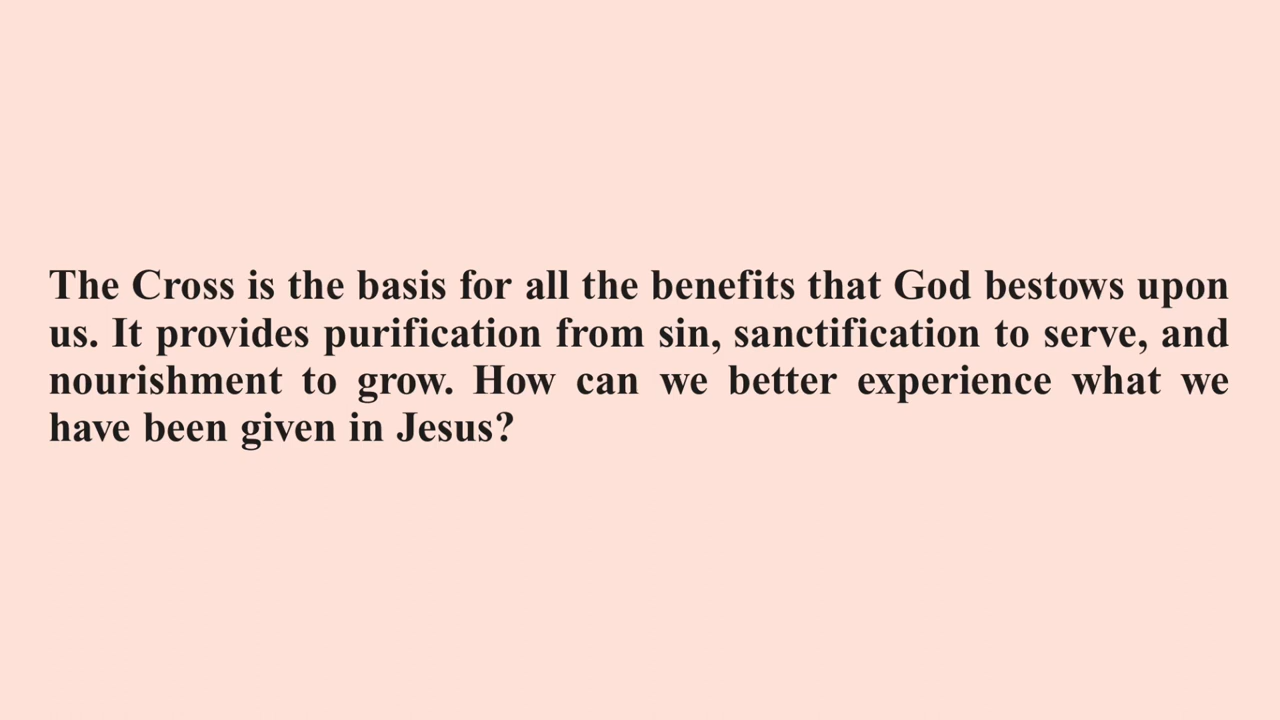 The Cross is the basis for all the benefits that God bestows upon
us. It provides purification from sin, sanctification to serve, and
nourishment to grow. How can we better experience what we
have been given in Jesus?